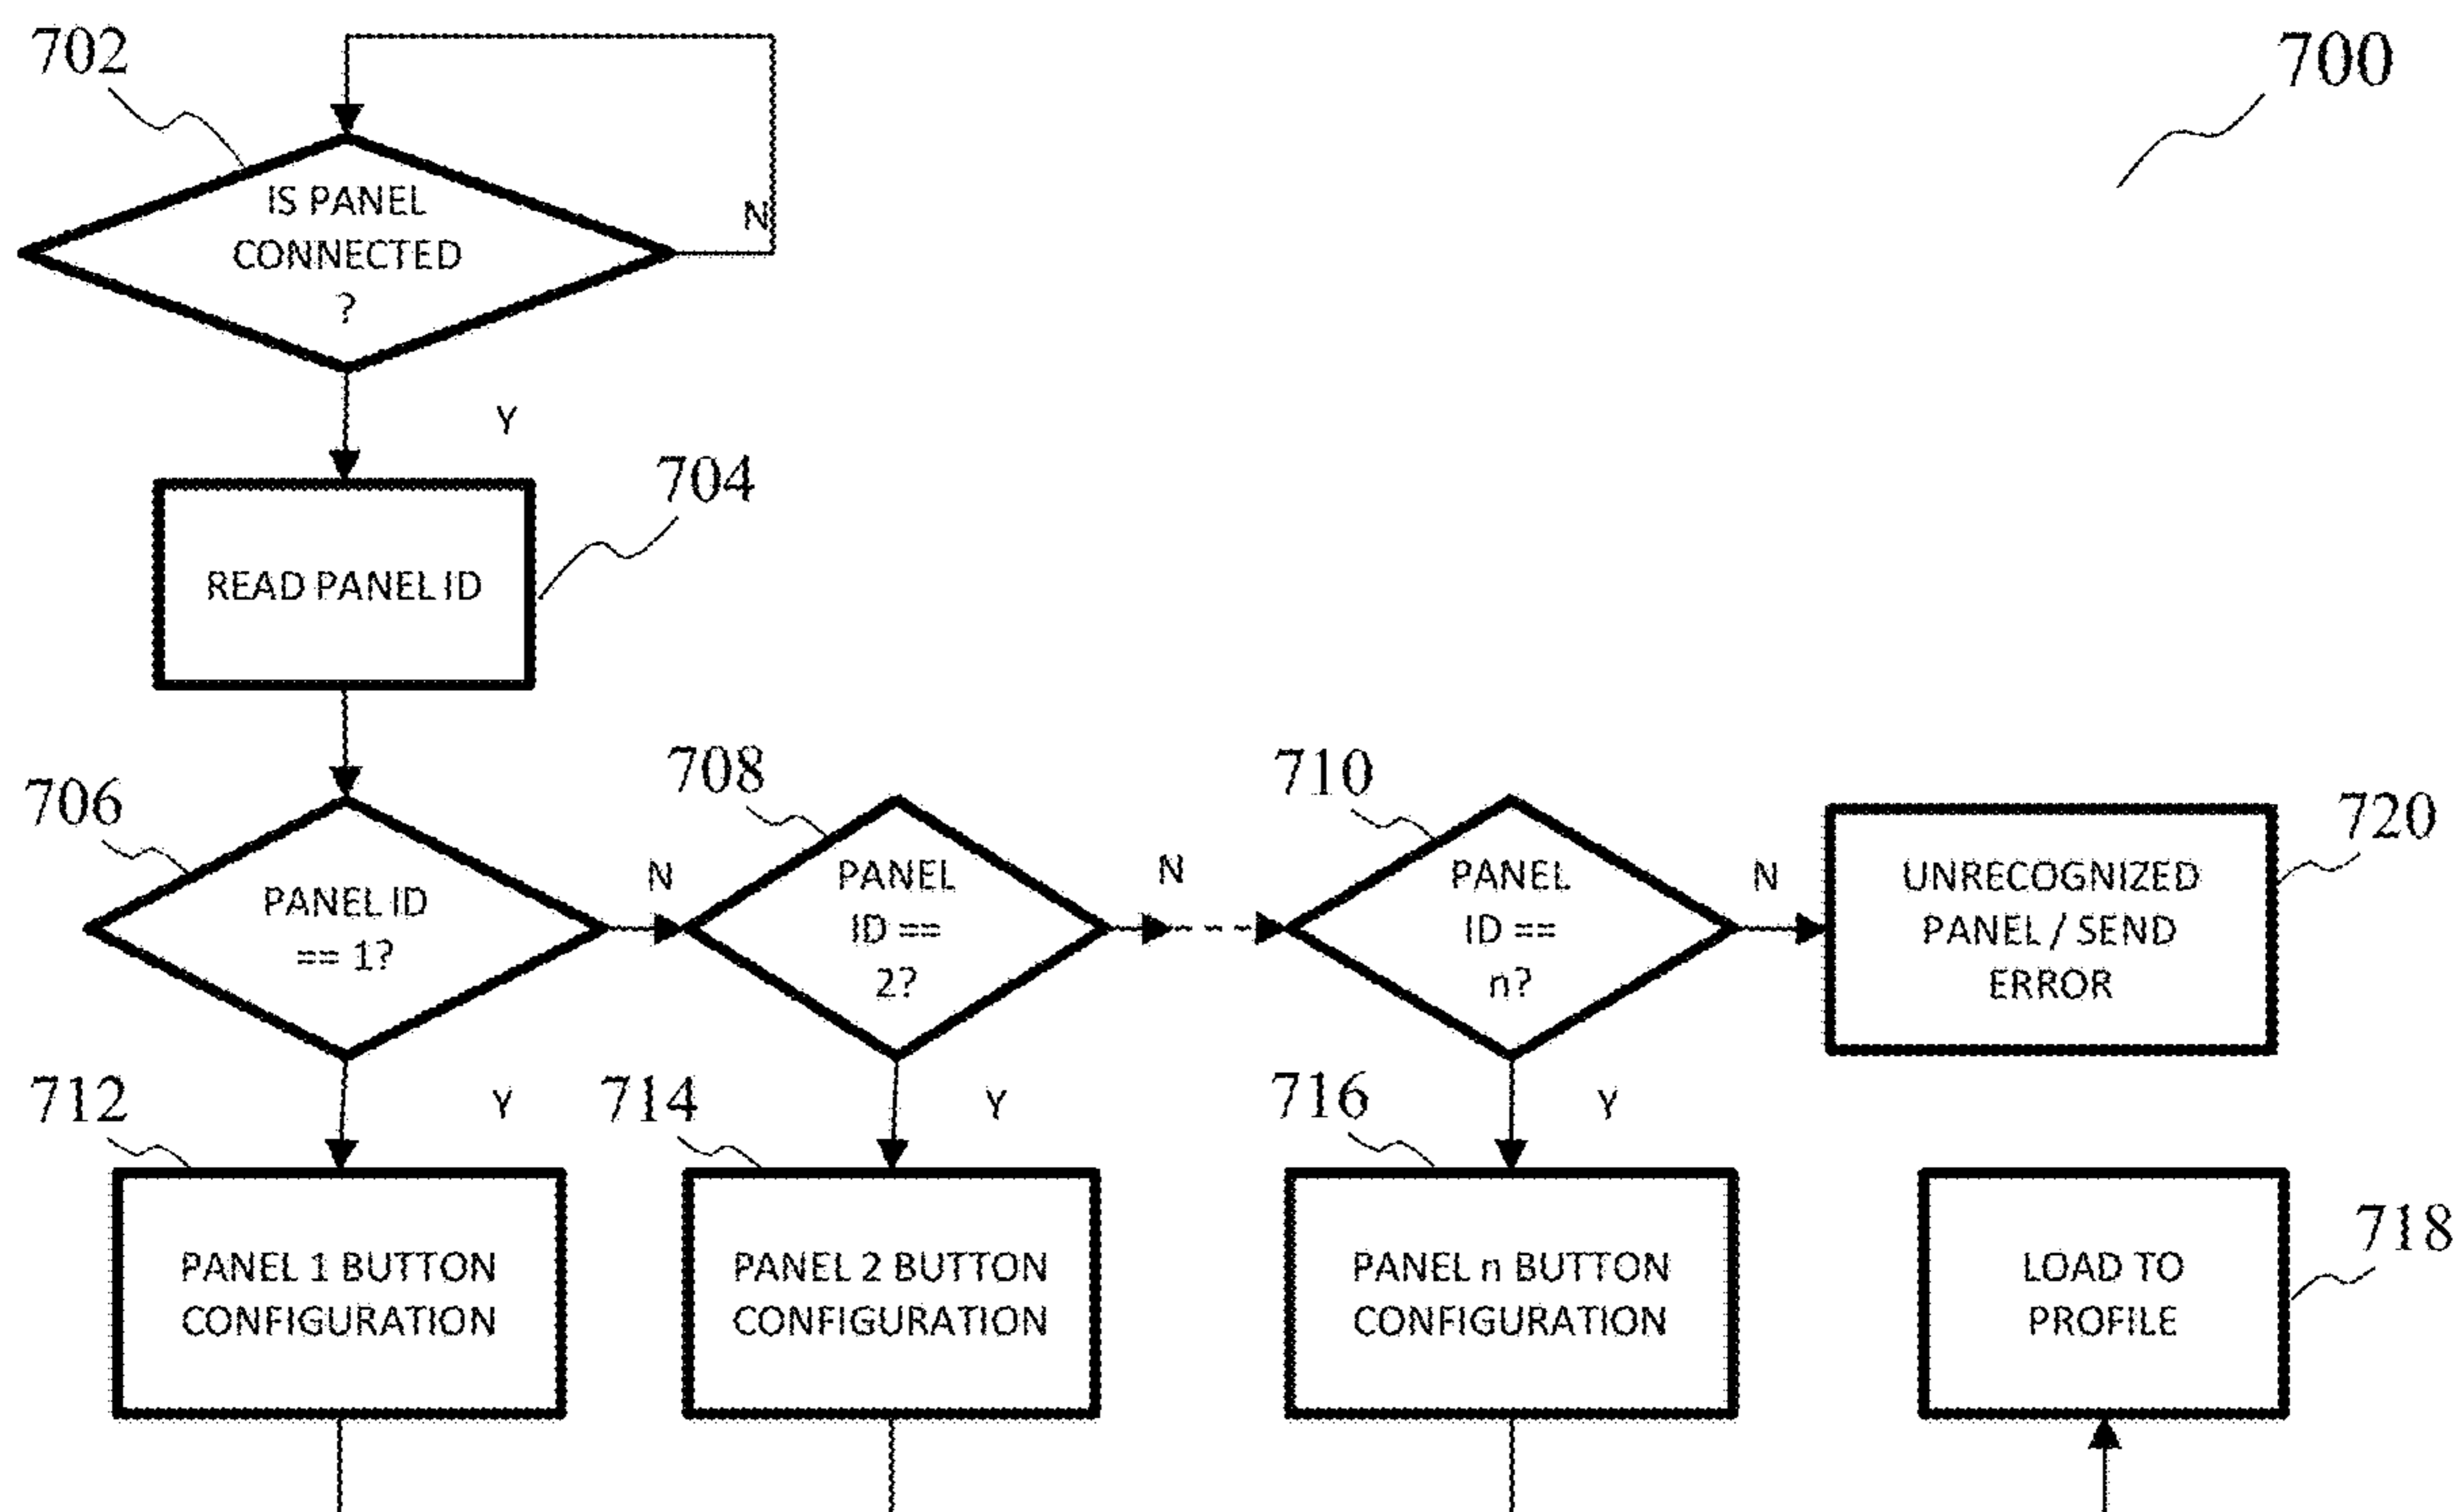 702
700
IS PANEL
CONNECTED
?
N
Y
704
READ PANEL ID
706
708
710
720
PANEL ID
== 1?
N
PANEL
ID ==
2?
N
PANEL
ID ==
n?
N
UNRECOGNIZED
PANEL / SEND
ERROR
712
Y
714
Y
716
Y
718
PANEL 1 BUTTON
CONFIGURATION
PANEL 2 BUTTON
CONFIGURATION
PANEL n BUTTON
CONFIGURATION
LOAD TO
PROFILE